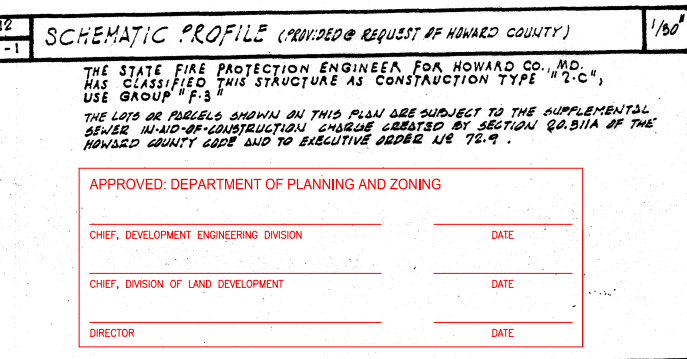 12
-1
SCHEMATIC PROFILE (PROVIDED @ REQUEST OF HOWARD COUNTY)
1/50"
THE STATE FIRE PROTECTION ENGINEER FOR HOWARD CO., MD.
HAS CLASSIFIED THIS STRUCTURE AS CONSTRUCTION TYPE "2-C",
USE GROUP "F-3"
THE LOTS OR PARCELS SHOWN ON THIS PLAN ARE SUBJECT TO THE SUPPLEMENTAL
SEWER IN-AID-OF-CONSTRUCTION CHARGE CREATED BY SECTION 20.311A OF THE
HOWARD COUNTY CODE AND TO EXECUTIVE ORDER Nº 72-9.
APPROVED: DEPARTMENT OF PLANNING AND ZONING
CHIEF, DEVELOPMENT ENGINEERING DIVISION DATE
CHIEF, DIVISION OF LAND DEVELOPMENT DATE
DIRECTOR DATE